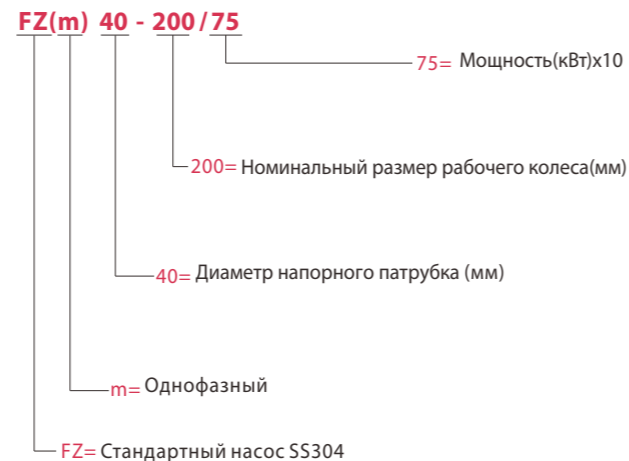 FZ(m) 40 - 200/75
75= Мощность(кВт)x10
200= Номинальный размер рабочего колеса(мм)
40= Диаметр напорного патрубка (мм)
m= Однофазный
FZ= Стандартный насос SS304